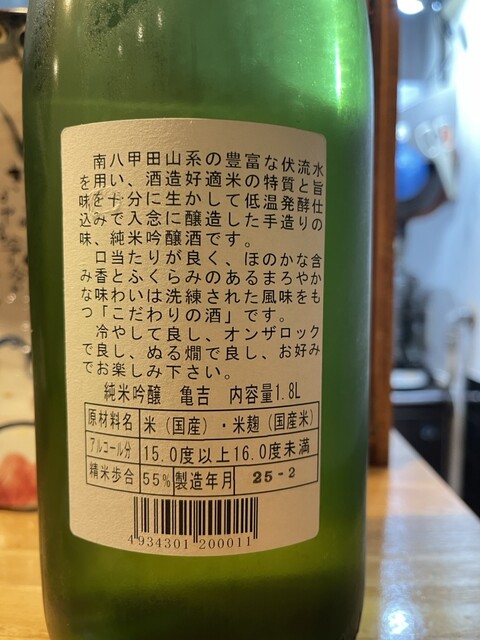 南八甲田山系の豊富な伏流水
を用い、酒造好適米の特質と旨
味を十分に生かして低温発酵仕
込みで入念に醸造した手造りの
味、純米吟醸酒です。
口当たりが良く、ほのかな含
み香とふくらみのあるまろやか
な味わいは洗練された風味をも
つ「こだわりの酒」です。
冷やして良し、オンザロック
で良し、ぬる燗で良し、お好み
でお楽しみ下さい。
純米吟醸 亀吉 内容量1.8L
原材料名 米（国産）・米麹（国産米）
アルコール分 15.0度以上16.0度未満
精米歩合 55% 製造年月 25-2
4934301 200011